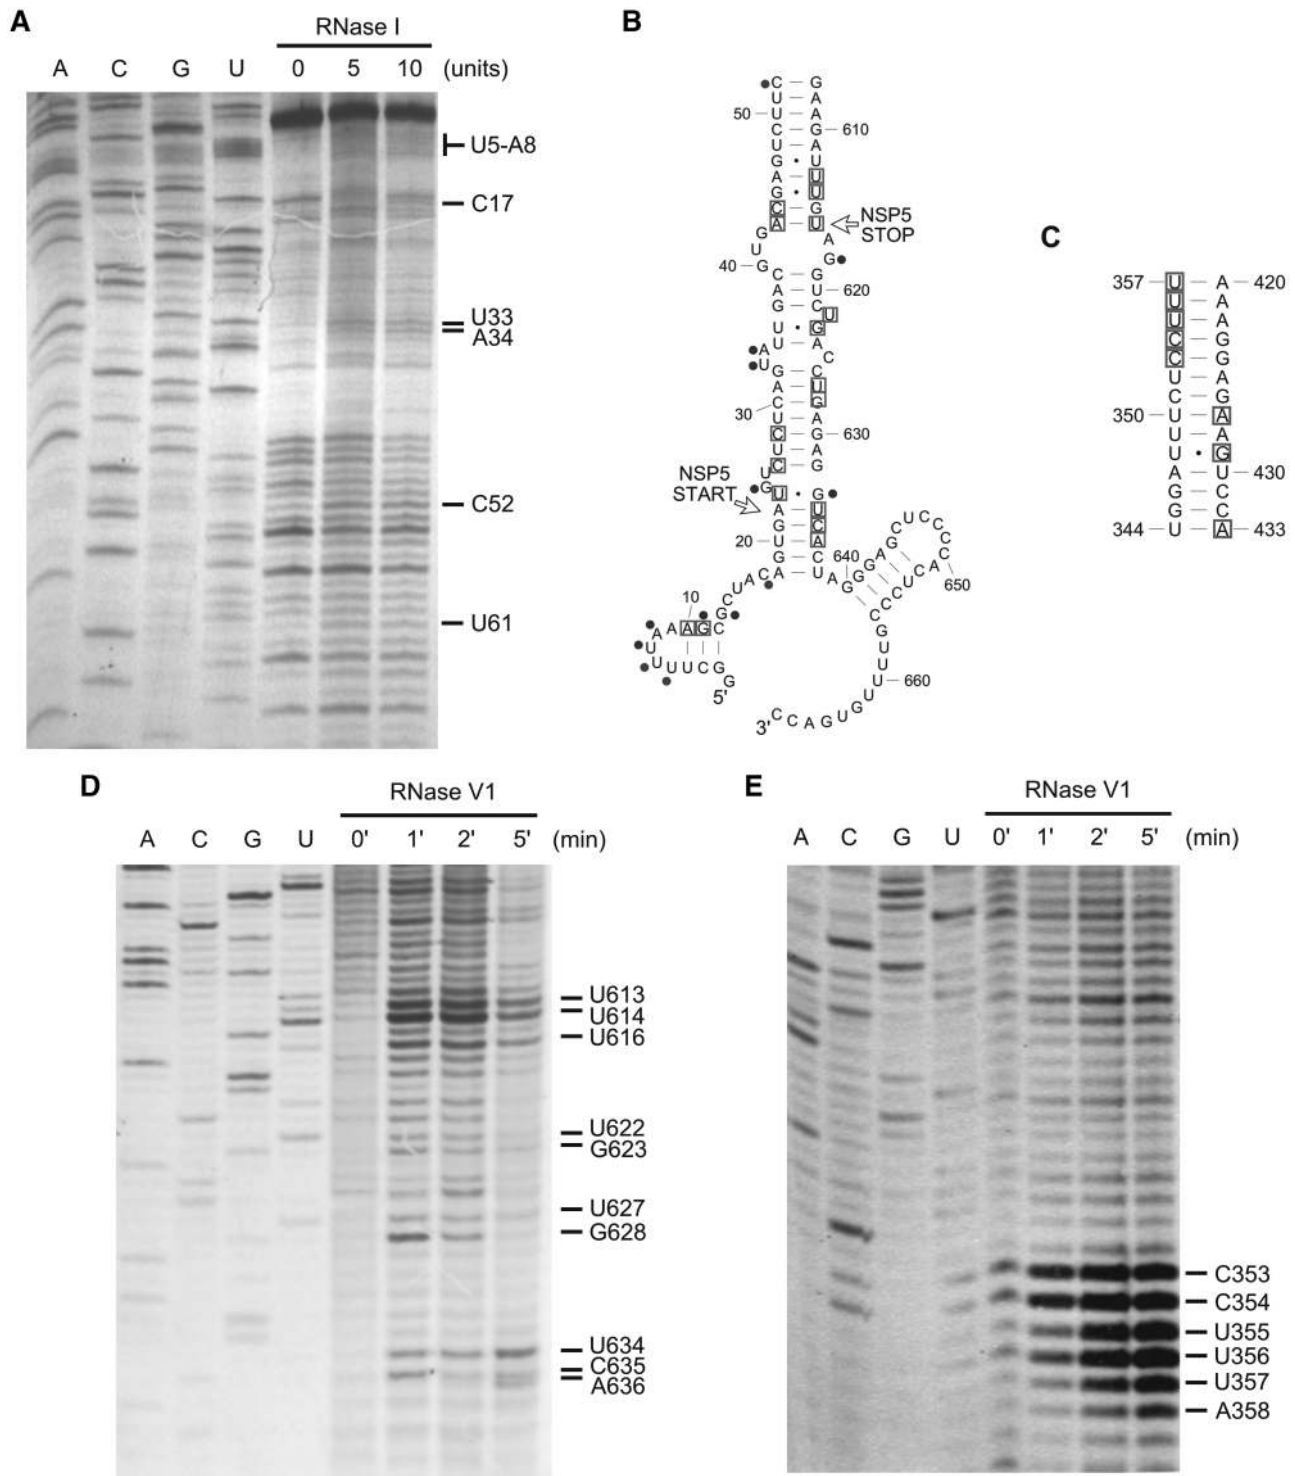 A
RNase I
A C G U 0 5 10 (units)
U5-A8
C17
U33
A34
C52
U61
B
C G
U A
50 U A
C G 610
U A
G U
A U
G U
C G
A U
NSP5
STOP
G A
U G
40 G
C G
A U 620
G C
U
U G
U A
A C
U
G C
A U
30 C G
U A
C G 630
U A
C G
U
NSP5
START
G
U G
A U
G C
20 U A
G C
A U
10
A A A G C G C U A C
U U U U C G G
5'
A G G G A G C U C C C C A C U C C C G U U U U U G U G A C C
640
650
660
3'
C
357 U A 420
U A
U A
C G
C G
U A
C G
350 U A
U A
U G
A U 430
G C
G C
344 U A 433
D
RNase V1
A C G U 0' 1' 2' 5' (min)
U613
U614
U616
U622
G623
U627
G628
U634
C635
A636
E
RNase V1
A C G U 0' 1' 2' 5' (min)
C353
C354
U355
U356
U357
A358